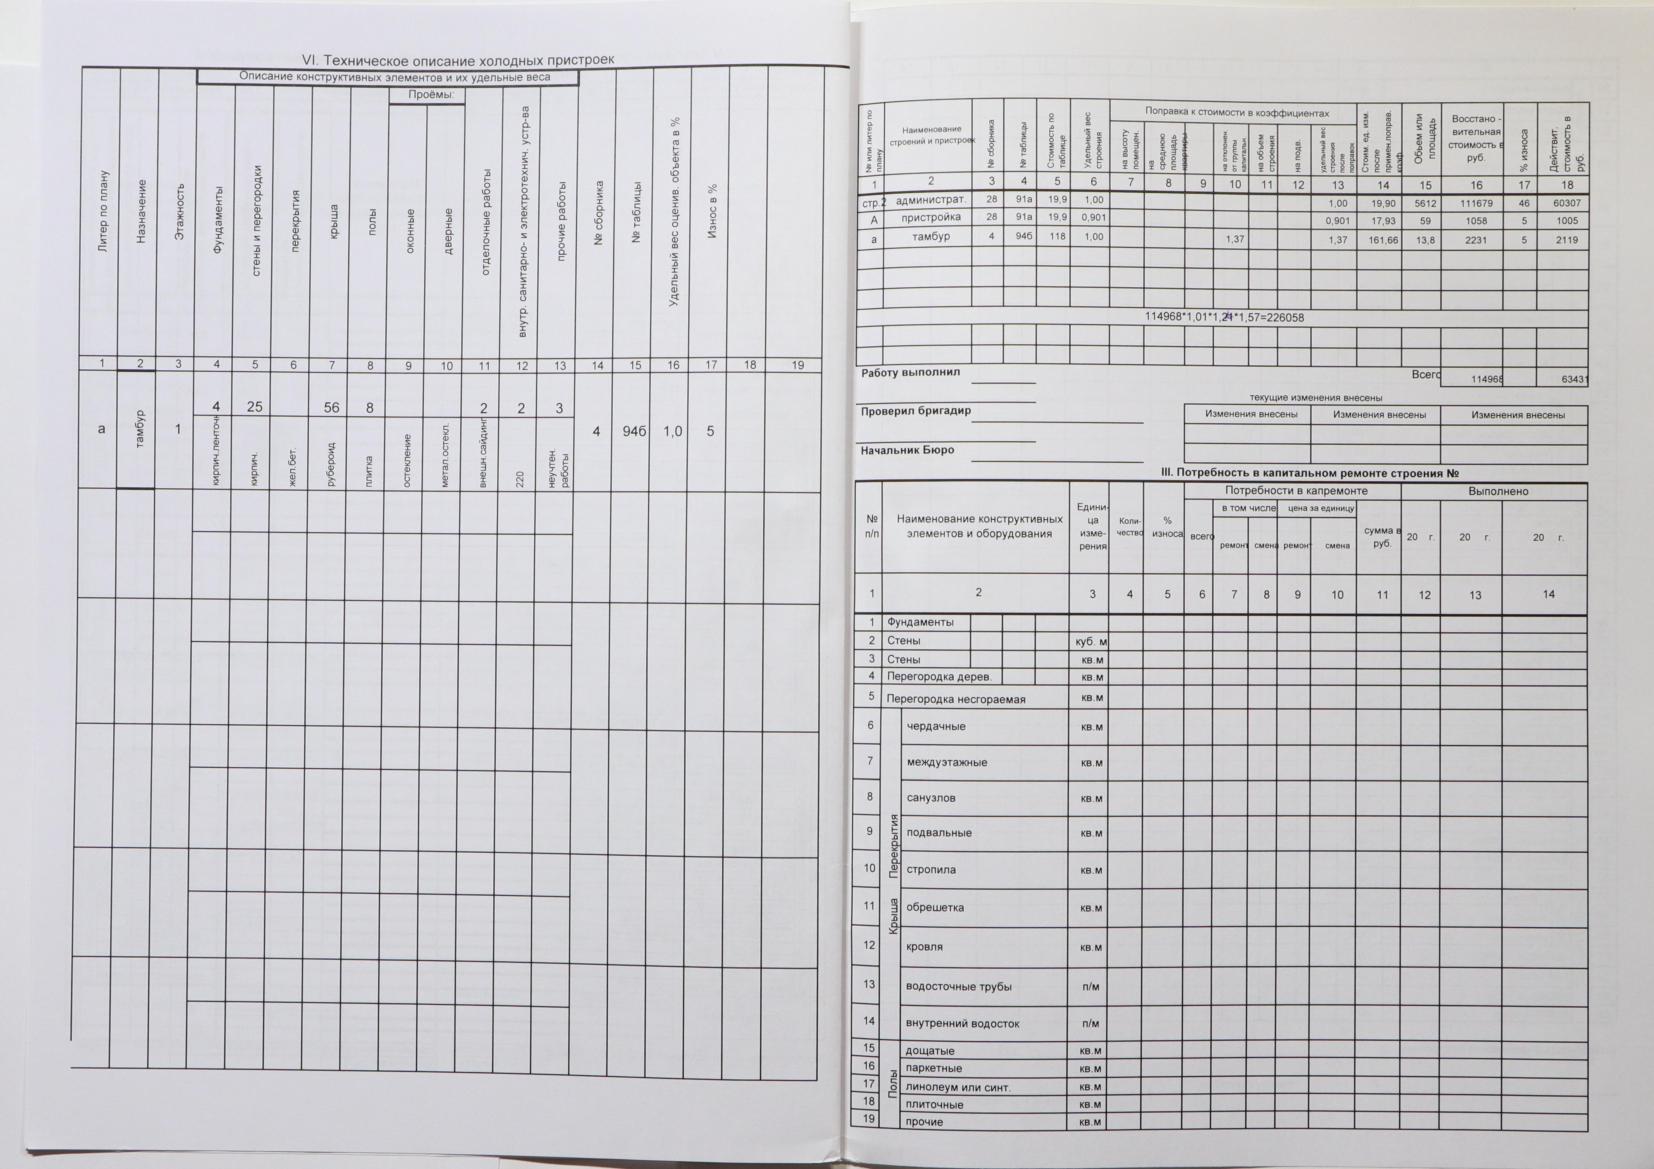 VI. Техническое описание холодных пристроек
Литер по плану
Назначение
Этажность
Описание конструктивных элементов и их удельные веса
Фундаменты
стены и перегородки
перекрытия
крыша
полы
Проёмы:
оконные
дверные
отделочные работы
внутр. санитарно- и электротехнич. устр-ва
прочие работы
№ сборника
№ таблицы
Удельный вес оценив. объекта в %
Износ в %
1 2 3 4 5 6 7 8 9 10 11 12 13 14 15 16 17 18 19
а тамбур 1 4 25 56 8 2 2 3 4 94б 1,0 5
кирпич.ленточн
кирпич.
жел.бет.
рубероид
плитка
остекление
метал.остекл.
внешн.сайдинг
220
неучтен.
работы
№ или литер по
плану
Наименование
строений и пристроек
№ сборника
№ таблицы
Стоимость по
таблице
Удельный вес
строения
Поправка к стоимости в коэффициентах
на высоту
помещен.
на
среднюю
площадь
квартиры
на отклонен.
от группы
капитальн.
на объем
строения
на подв.
удельный вес
строения
после
поправок
Стоим. ед. изм.
после
примен.поправ.
коэф.
Объем или
площадь
Восстано -
вительная
стоимость в
руб.
% износа
Действит.
стоимость в
руб.
1 2 3 4 5 6 7 8 9 10 11 12 13 14 15 16 17 18
стр.2 администрат. 28 91а 19,9 1,00 1,00 19,90 5612 111679 46 60307
А пристройка 28 91а 19,9 0,901 0,901 17,93 59 1058 5 1005
а тамбур 4 94б 118 1,00 1,37 1,37 161,66 13,8 2231 5 2119
114968*1,01*1,24*1,57=226058
Работу выполнил
Всего 114968 63431
текущие изменения внесены
Проверил бригадир
Изменения внесены Изменения внесены Изменения внесены
Начальник Бюро
III. Потребность в капитальном ремонте строения №
№
п/п
Наименование конструктивных
элементов и оборудования
Едини-
ца
изме-
рения
Коли-
чество
%
износа
Потребности в капремонте
всего
в том числе
ремонт смена
цена за единицу
ремонт смена
сумма в
руб.
Выполнено
20 г. 20 г. 20 г.
1 2 3 4 5 6 7 8 9 10 11 12 13 14
1 Фундаменты
2 Стены куб. м
3 Стены кв.м
4 Перегородка дерев. кв.м
5 Перегородка несгораемая кв.м
Перекрытия
6 чердачные кв.м
7 междуэтажные кв.м
8 санузлов кв.м
9 подвальные кв.м
Крыша
10 стропила кв.м
11 обрешетка кв.м
12 кровля кв.м
13 водосточные трубы п/м
14 внутренний водосток п/м
Полы
15 дощатые кв.м
16 паркетные кв.м
17 линолеум или синт. кв.м
18 плиточные кв.м
19 прочие кв.м